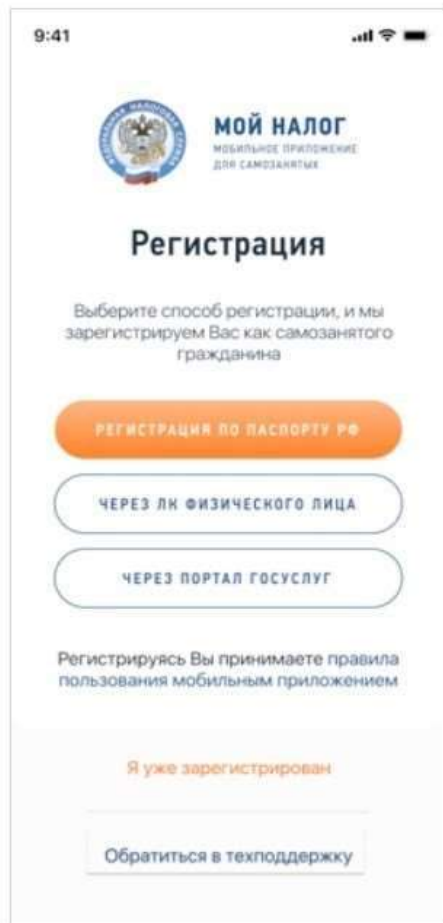 9:41
МОЙ НАЛОГ
МОБИЛЬНОЕ ПРИЛОЖЕНИЕ
ДЛЯ САМОЗАНЯТЫХ
Регистрация
Выберите способ регистрации, и мы
зарегистрируем Вас как самозанятого
гражданина
РЕГИСТРАЦИЯ ПО ПАСПОРТУ РФ
ЧЕРЕЗ ЛК ФИЗИЧЕСКОГО ЛИЦА
ЧЕРЕЗ ПОРТАЛ ГОСУСЛУГ
Регистрируясь Вы принимаете правила
пользования мобильным приложением
Я уже зарегистрирован
Обратиться в техподдержку